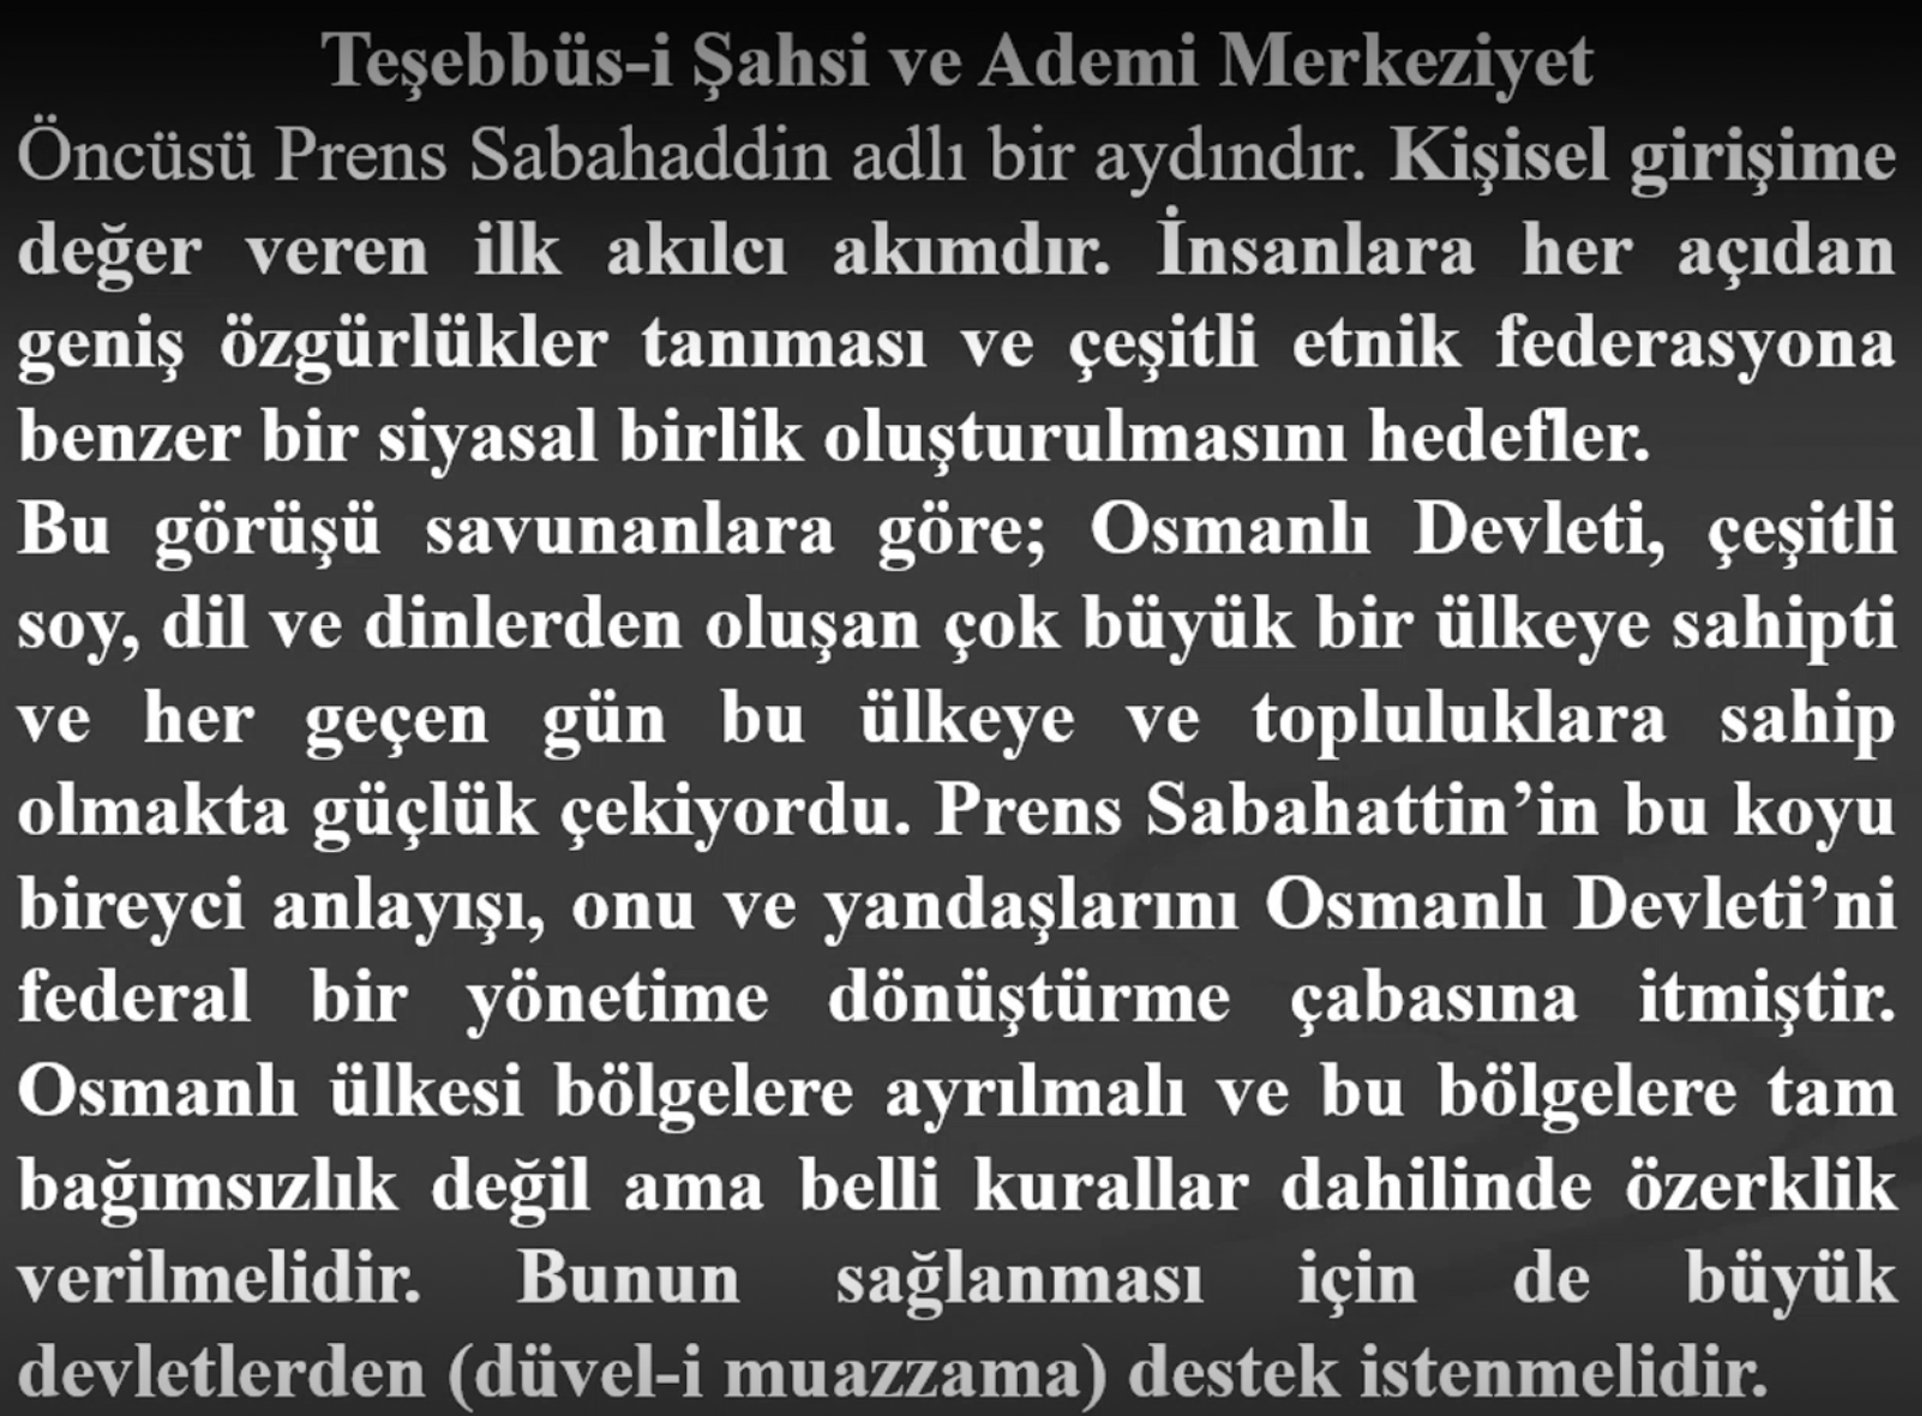 Teşebbüs-i Şahsi ve Ademi Merkeziyet
Öncüsü Prens Sabahaddin adlı bir aydındır. Kişisel girişime
değer veren ilk akılcı akımdır. İnsanlara her açıdan
geniş özgürlükler tanıması ve çeşitli etnik federasyona
benzer bir siyasal birlik oluşturulmasını hedefler.
Bu görüşü savunanlara göre; Osmanlı Devleti, çeşitli
soy, dil ve dinlerden oluşan çok büyük bir ülkeye sahipti
ve her geçen gün bu ülkeye ve topluluklara sahip
olmakta güçlük çekiyordu. Prens Sabahattin’in bu koyu
bireyci anlayışı, onu ve yandaşlarını Osmanlı Devleti’ni
federal bir yönetime dönüştürme çabasına itmiştir.
Osmanlı ülkesi bölgelere ayrılmalı ve bu bölgelere tam
bağımsızlık değil ama belli kurallar dahilinde özerklik
verilmelidir. Bunun sağlanması için de büyük
devletlerden (düvel-i muazzama) destek istenmelidir.